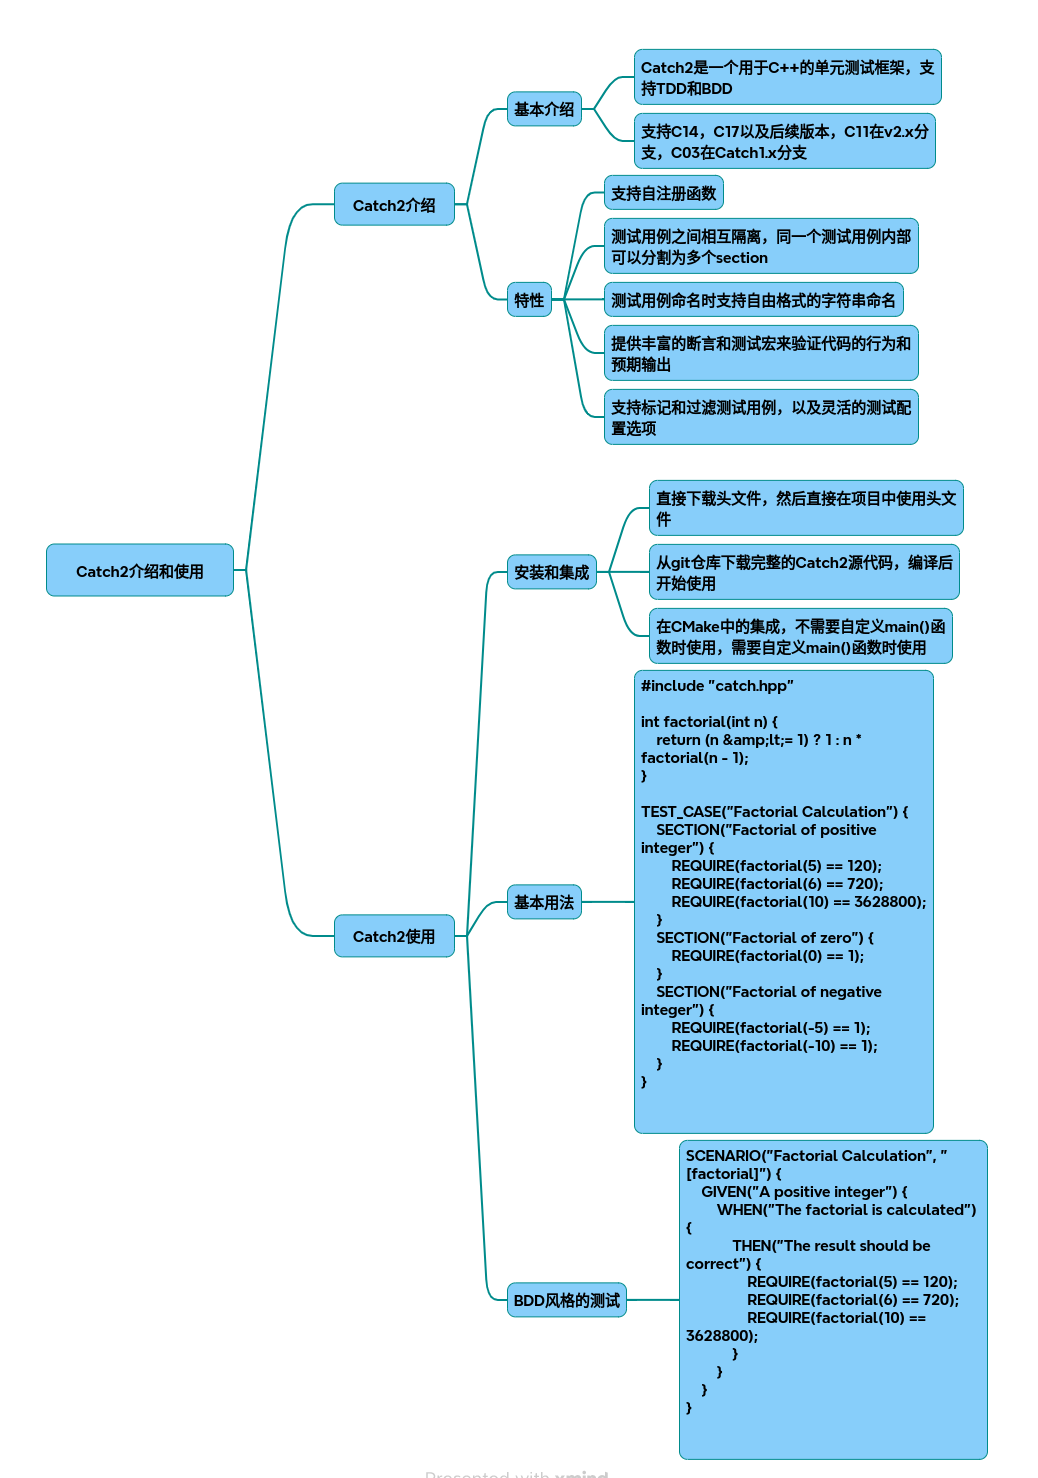 Catch2介绍和使用
Catch2介绍
基本介绍
Catch2是一个用于C++的单元测试框架，支
持TDD和BDD
支持C14，C17以及后续版本，C11在v2.x分
支，C03在Catch1.x分支
特性
支持自注册函数
测试用例之间相互隔离，同一个测试用例内部
可以分割为多个section
测试用例命名时支持自由格式的字符串命名
提供丰富的断言和测试宏来验证代码的行为和
预期输出
支持标记和过滤测试用例，以及灵活的测试配
置选项
Catch2使用
安装和集成
直接下载头文件，然后直接在项目中使用头文
件
从git仓库下载完整的Catch2源代码，编译后
开始使用
在CMake中的集成，不需要自定义main()函
数时使用，需要自定义main()函数时使用
基本用法
#include "catch.hpp"
int factorial(int n) {
return (n &amp;lt;= 1) ? 1 : n *
factorial(n - 1);
}
TEST_CASE("Factorial Calculation") {
SECTION("Factorial of positive
integer") {
REQUIRE(factorial(5) == 120);
REQUIRE(factorial(6) == 720);
REQUIRE(factorial(10) == 3628800);
}
SECTION("Factorial of zero") {
REQUIRE(factorial(0) == 1);
}
SECTION("Factorial of negative
integer") {
REQUIRE(factorial(-5) == 1);
REQUIRE(factorial(-10) == 1);
}
}
BDD风格的测试
SCENARIO("Factorial Calculation", "
[factorial]") {
GIVEN("A positive integer") {
WHEN("The factorial is calculated")
{
THEN("The result should be
correct") {
REQUIRE(factorial(5) == 120);
REQUIRE(factorial(6) == 720);
REQUIRE(factorial(10) ==
3628800);
}
}
}
}
Presented with xmind